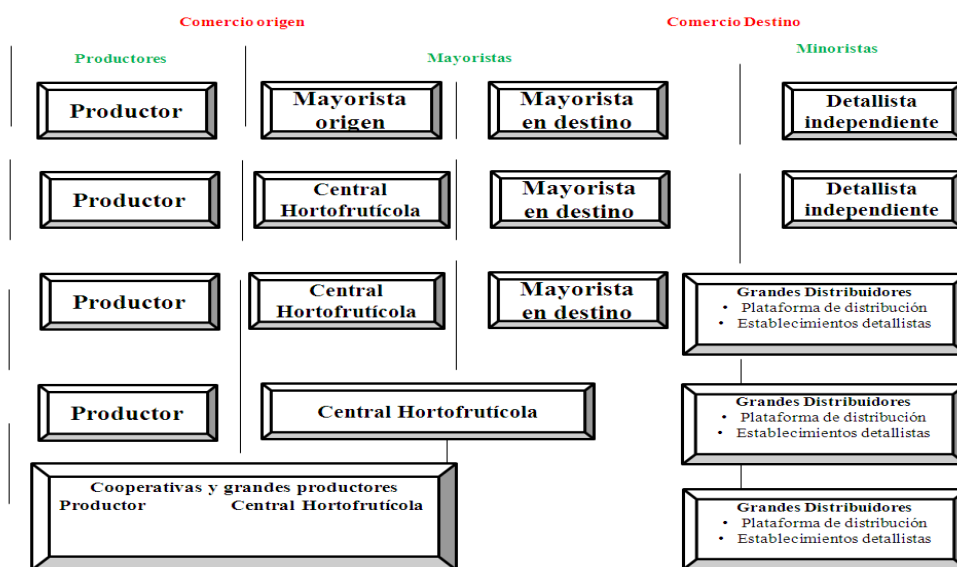 Comercio origen
Comercio Destino
Productores
Mayoristas
Minoristas
Productor
Mayorista
origen
Mayorista
en destino
Detallista
independiente
Productor
Central
Hortofrutícola
Mayorista
en destino
Detallista
independiente
Productor
Central
Hortofrutícola
Mayorista
en destino
Grandes Distribuidores
• Plataforma de distribución
• Establecimientos detallistas
Productor
Central Hortofrutícola
Grandes Distribuidores
• Plataforma de distribución
• Establecimientos detallistas
Cooperativas y grandes productores
Productor Central Hortofrutícola
Grandes Distribuidores
• Plataforma de distribución
• Establecimientos detallistas